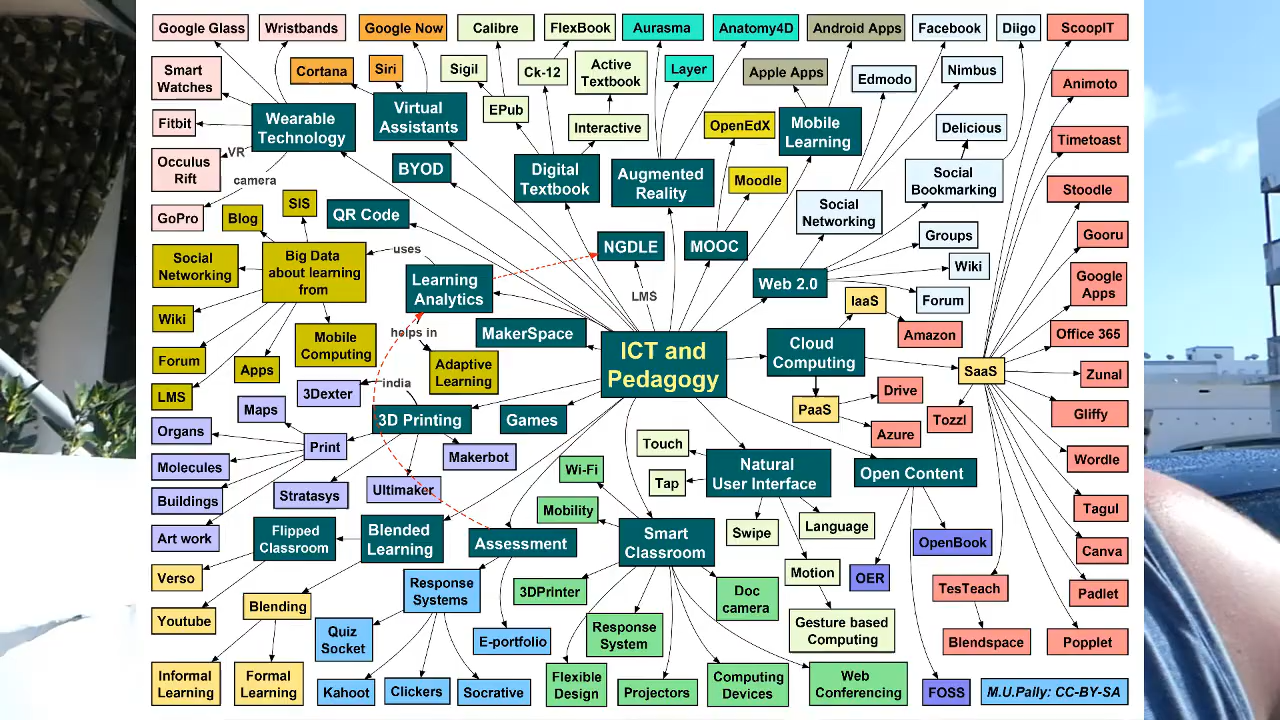 Google Glass
Wristbands
Google Now
Calibre
FlexBook
Aurasma
Anatomy4D
Android Apps
Facebook
Diigo
ScoopIT
Smart
Watches
Cortana
Siri
Sigil
Ck-12
Active
Textbook
Layer
Apple Apps
Edmodo
Nimbus
Animoto
Fitbit
Wearable
Technology
Virtual
Assistants
EPub
Interactive
OpenEdX
Mobile
Learning
Delicious
Timetoast
VR
Occulus
Rift
camera
BYOD
Digital
Textbook
Augmented
Reality
Moodle
Social
Bookmarking
Stoodle
GoPro
Blog
SIS
QR Code
Social
Networking
Groups
Gooru
Social
Networking
Big Data
about learning
from
uses
Learning
Analytics
NGDLE
MOOC
LMS
Web 2.0
Wiki
Forum
Google
Apps
Wiki
Mobile
Computing
helps in
MakerSpace
ICT and
Pedagogy
Cloud
Computing
IaaS
Amazon
Office 365
Forum
Apps
Adaptive
Learning
SaaS
Zunal
LMS
3Dexter
india
Maps
3D Printing
Games
PaaS
Drive
Azure
Tozzl
Gliffy
Organs
Print
Makerbot
Touch
Wordle
Molecules
Wi-Fi
Tap
Natural
User Interface
Open Content
Buildings
Stratasys
Ultimaker
Mobility
Tagul
Art work
Flipped
Classroom
Blended
Learning
Assessment
Smart
Classroom
Swipe
Language
OpenBook
Canva
Verso
Response
Systems
3DPrinter
Doc
camera
Motion
OER
TesTeach
Padlet
Youtube
Blending
Quiz
Socket
E-portfolio
Response
System
Gesture based
Computing
Blendspace
Popplet
Informal
Learning
Formal
Learning
Kahoot
Clickers
Socrative
Flexible
Design
Projectors
Computing
Devices
Web
Conferencing
FOSS
M.U.Pally: CC-BY-SA